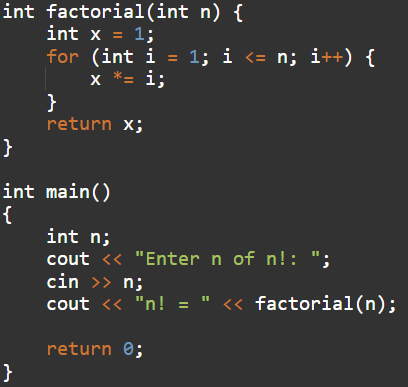 int factorial(int n) {
    int x = 1;
    for (int i = 1; i <= n; i++) {
        x *= i;
    }
    return x;
}

int main()
{
    int n;
    cout << "Enter n of n!: ";
    cin >> n;
    cout << "n! = " << factorial(n);

    return 0;
}